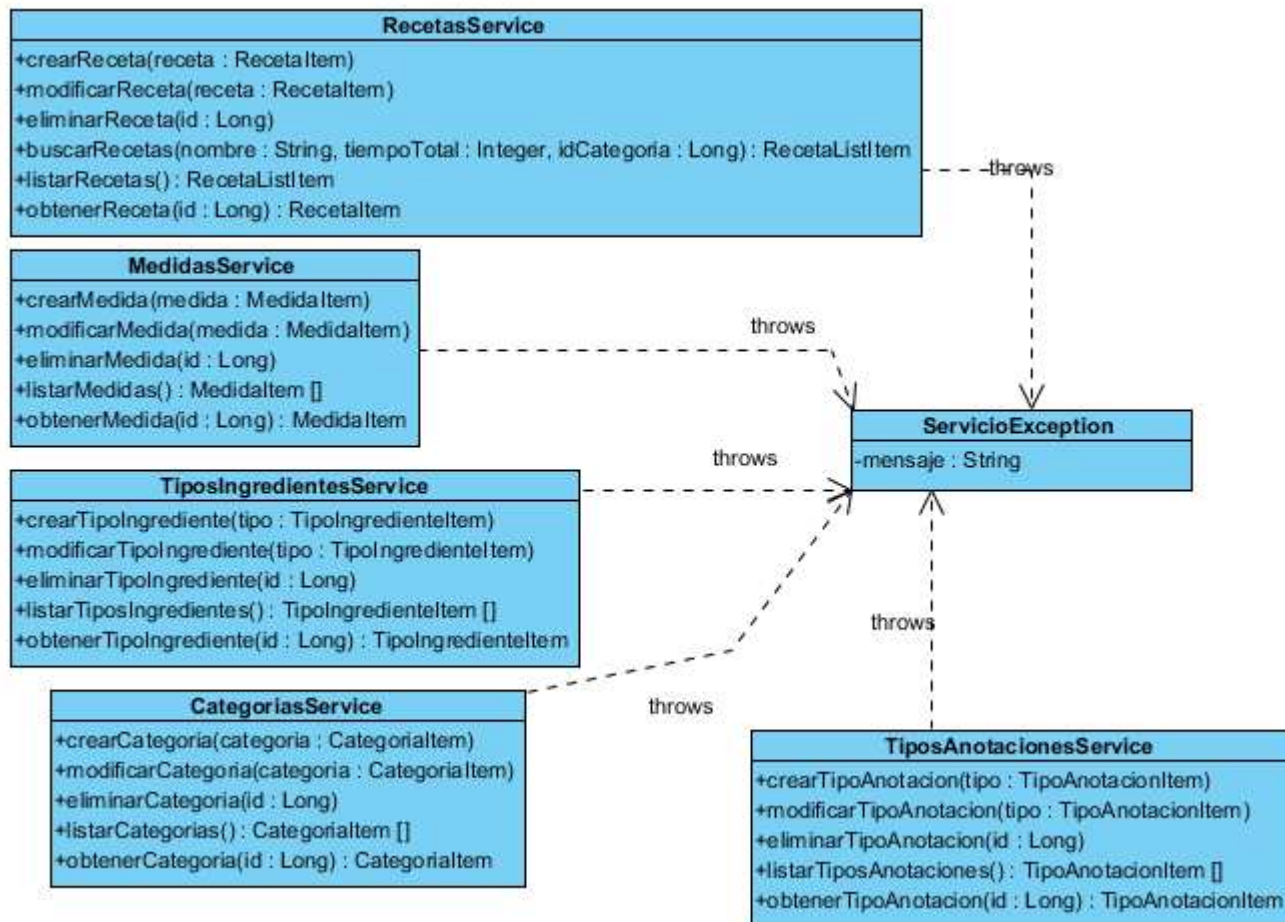 RecetasService
+crearReceta(receta : RecetaItem)
+modificarReceta(receta : RecetaItem)
+eliminarReceta(id : Long)
+buscarRecetas(nombre : String, tiempoTotal : Integer, idCategoria : Long) : RecetaListItem
+listarRecetas() : RecetaListItem
+obtenerReceta(id : Long) : RecetaItem
throws
MedidasService
+crearMedida(medida : MedidaItem)
+modificarMedida(medida : MedidaItem)
+eliminarMedida(id : Long)
+listarMedidas() : MedidaItem []
+obtenerMedida(id : Long) : MedidaItem
throws
ServicioException
-mensaje : String
TiposIngredientesService
+crearTipoIngrediente(tipo : TipoIngredienteItem)
+modificarTipoIngrediente(tipo : TipoIngredienteItem)
+eliminarTipoIngrediente(id : Long)
+listarTiposIngredientes() : TipoIngredienteItem []
+obtenerTipoIngrediente(id : Long) : TipoIngredienteItem
throws
CategoriasService
+crearCategoria(categoria : CategoriaItem)
+modificarCategoria(categoria : CategoriaItem)
+eliminarCategoria(id : Long)
+listarCategorias() : CategoriaItem []
+obtenerCategoria(id : Long) : CategoriaItem
throws
throws
TiposAnotacionesService
+crearTipoAnotacion(tipo : TipoAnotacionItem)
+modificarTipoAnotacion(tipo : TipoAnotacionItem)
+eliminarTipoAnotacion(id : Long)
+listarTiposAnotaciones() : TipoAnotacionItem []
+obtenerTipoAnotacion(id : Long) : TipoAnotacionItem